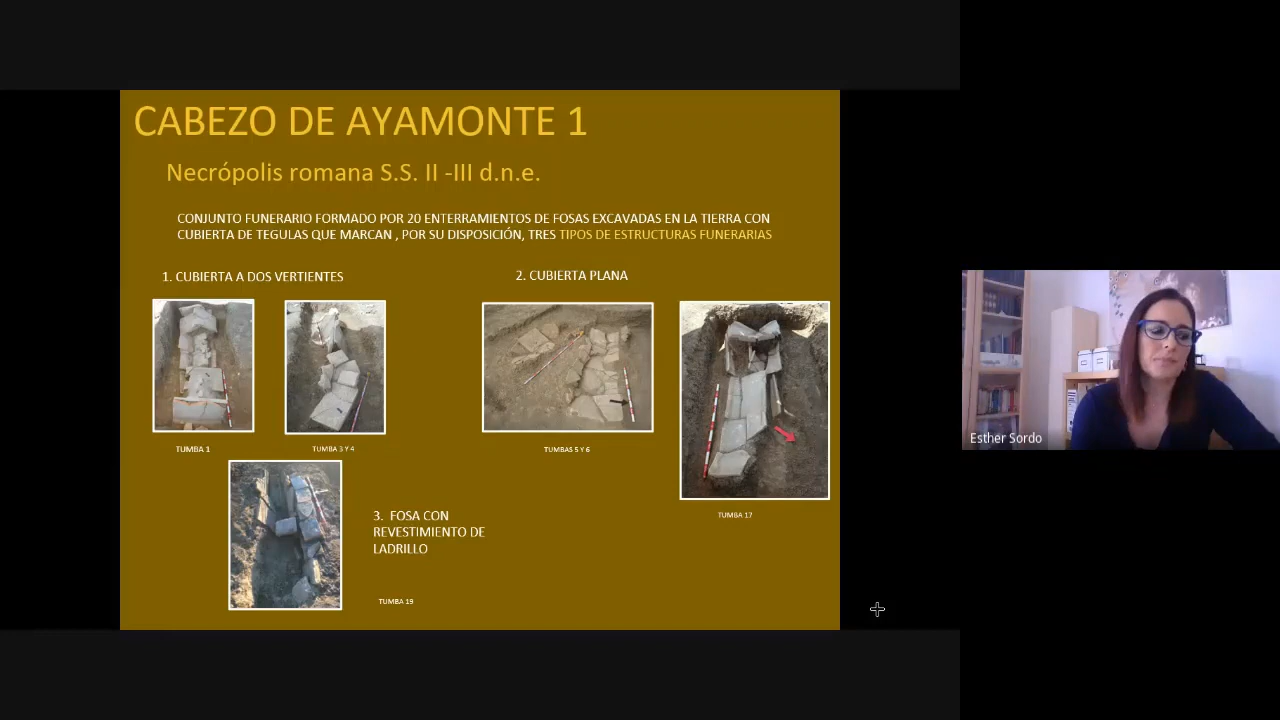 CABEZO DE AYAMONTE 1
Necrópolis romana S.S. II -III d.n.e.
CONJUNTO FUNERARIO FORMADO POR 20 ENTERRAMIENTOS DE FOSAS EXCAVADAS EN LA TIERRA CON
CUBIERTA DE TEGULAS QUE MARCAN , POR SU DISPOSICIÓN, TRES TIPOS DE ESTRUCTURAS FUNERARIAS
1. CUBIERTA A DOS VERTIENTES
2. CUBIERTA PLANA
TUMBA 1
TUMBA 3 Y 4
TUMBAS 5 Y 6
TUMBA 17
3. FOSA CON
REVESTIMIENTO DE
LADRILLO
TUMBA 19
Esther Sordo